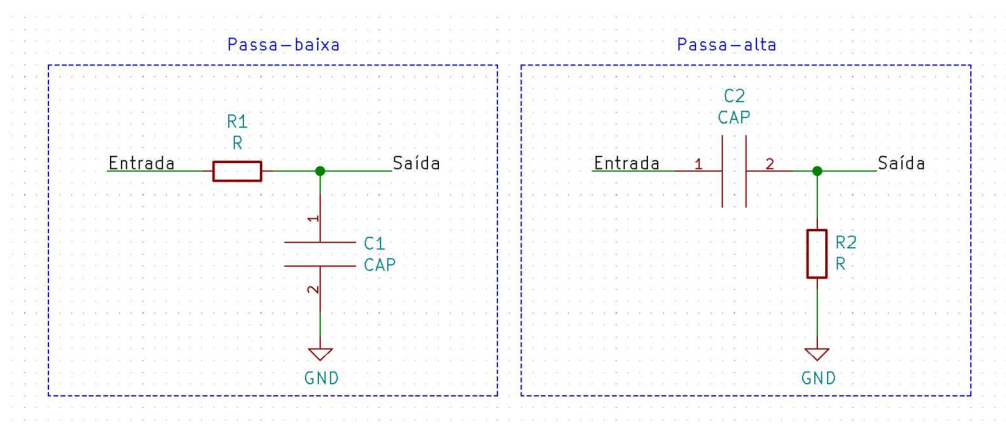 Passa-baixa
R1
R
Entrada
Saída
1
C1
CAP
2
GND
Passa-alta
C2
CAP
Entrada
1
2
Saída
R2
R
GND